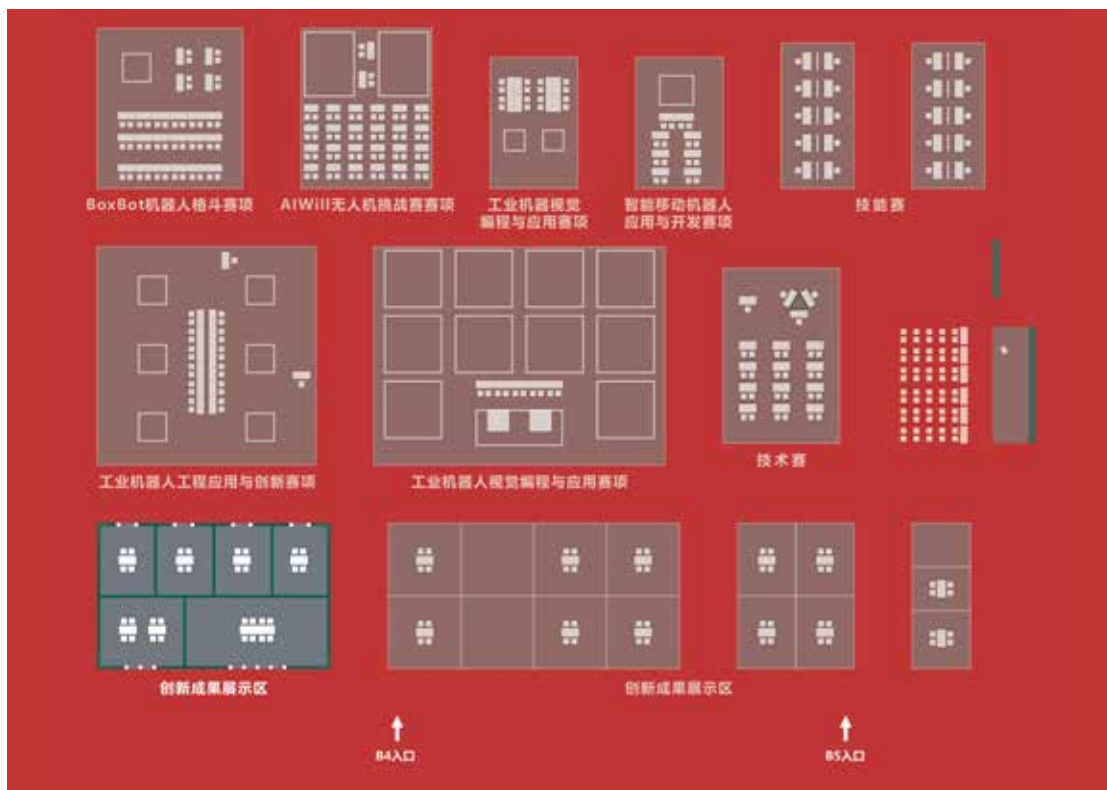 BoxBot机器人格斗赛项
AIWill无人机挑战赛赛项
工业机器视觉
编程与应用赛项
智能移动机器人
应用与开发赛项
技能赛
工业机器人工程应用与创新赛项
工业机器人视觉编程与应用赛项
技术赛
创新成果展示区
创新成果展示区
B4入口
B5入口